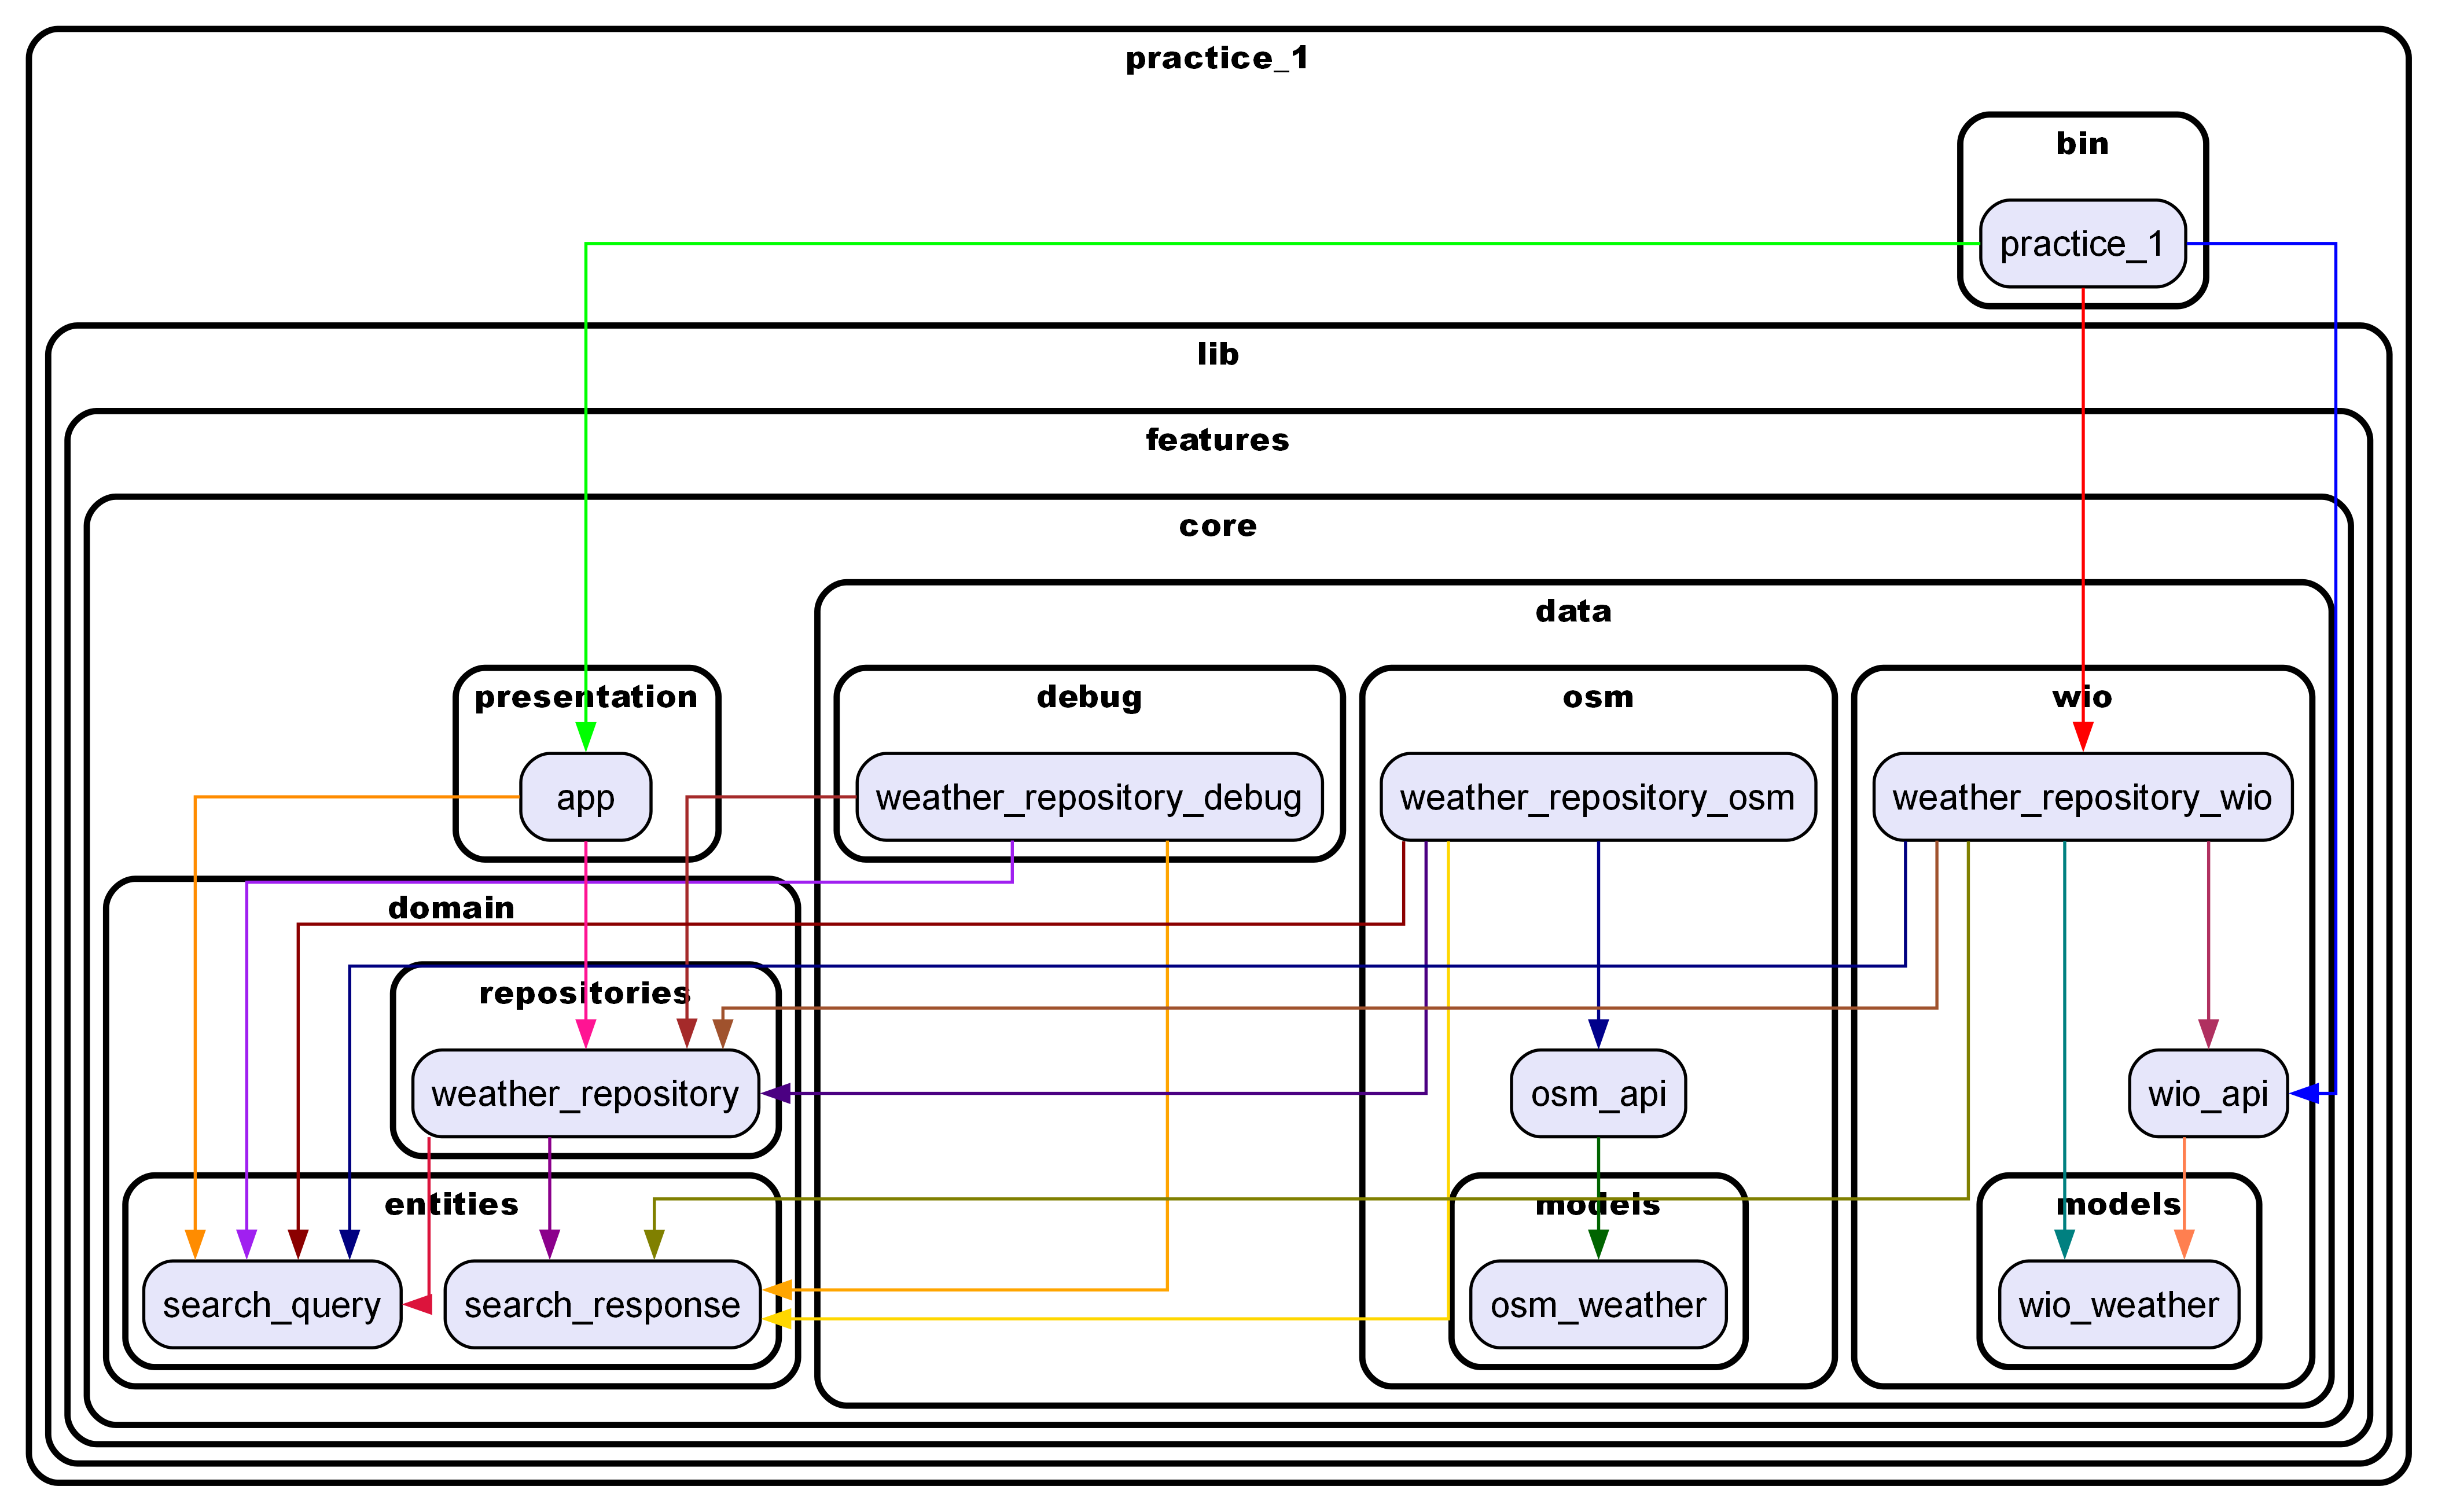 practice_1
bin
practice_1
lib
features
core
data
presentation
debug
osm
wio
app
weather_repository_debug
weather_repository_osm
weather_repository_wio
domain
repositories
weather_repository
osm_api
wio_api
entities
models
models
search_query
search_response
osm_weather
wio_weather